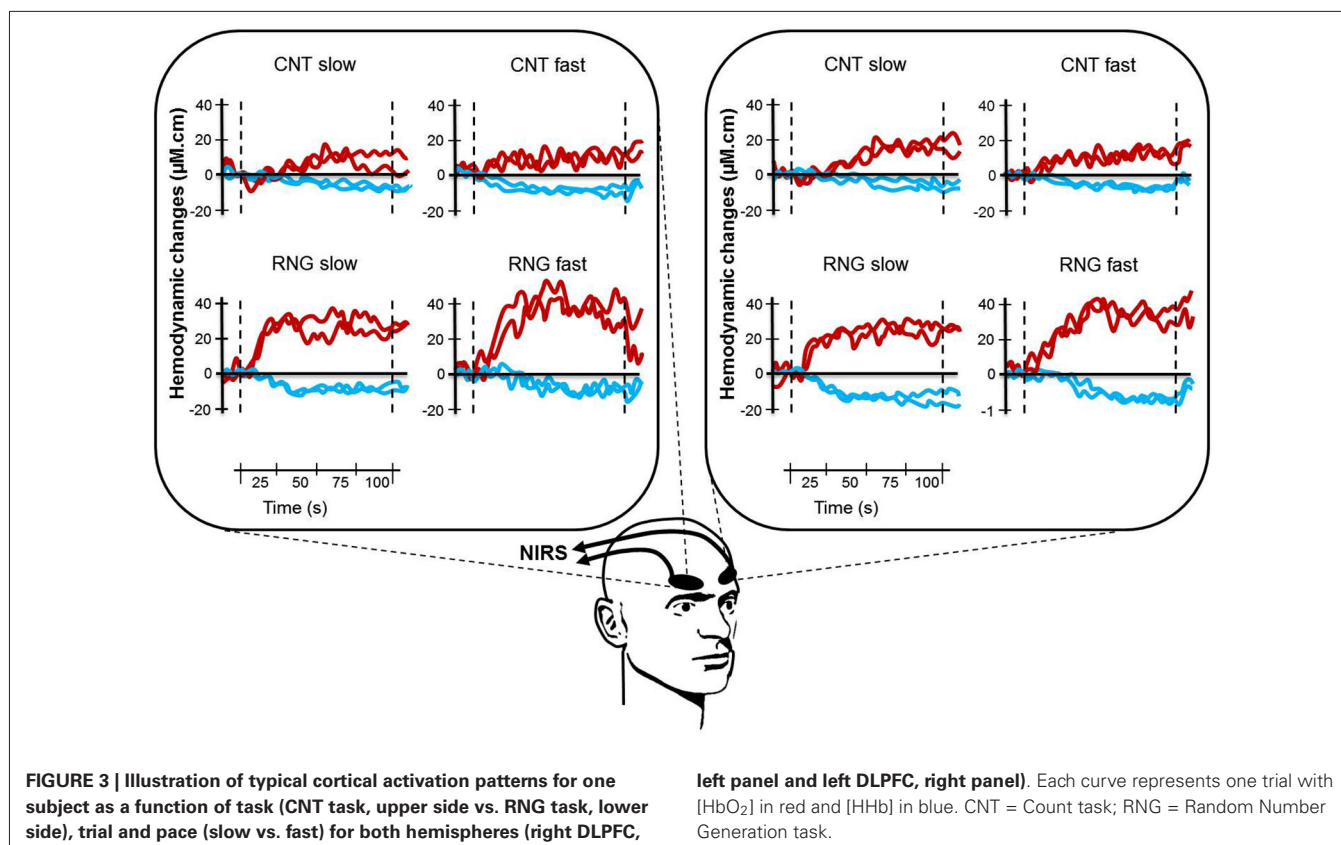 CNT slow
CNT fast
Hemodynamic changes (µM.cm)
40
20
0
-20
40
20
0
-20
RNG slow
RNG fast
40
20
0
-20
40
20
0
-20
25 50 75 100
Time (s)
CNT slow
CNT fast
Hemodynamic changes (µM.cm)
40
20
0
-20
40
20
0
-20
RNG slow
RNG fast
40
20
0
-20
40
20
0
-1
25 50 75 100
Time (s)
NIRS
FIGURE 3 | Illustration of typical cortical activation patterns for one
subject as a function of task (CNT task, upper side vs. RNG task, lower
side), trial and pace (slow vs. fast) for both hemispheres (right DLPFC,
left panel and left DLPFC, right panel). Each curve represents one trial with
[HbO₂] in red and [HHb] in blue. CNT = Count task; RNG = Random Number
Generation task.